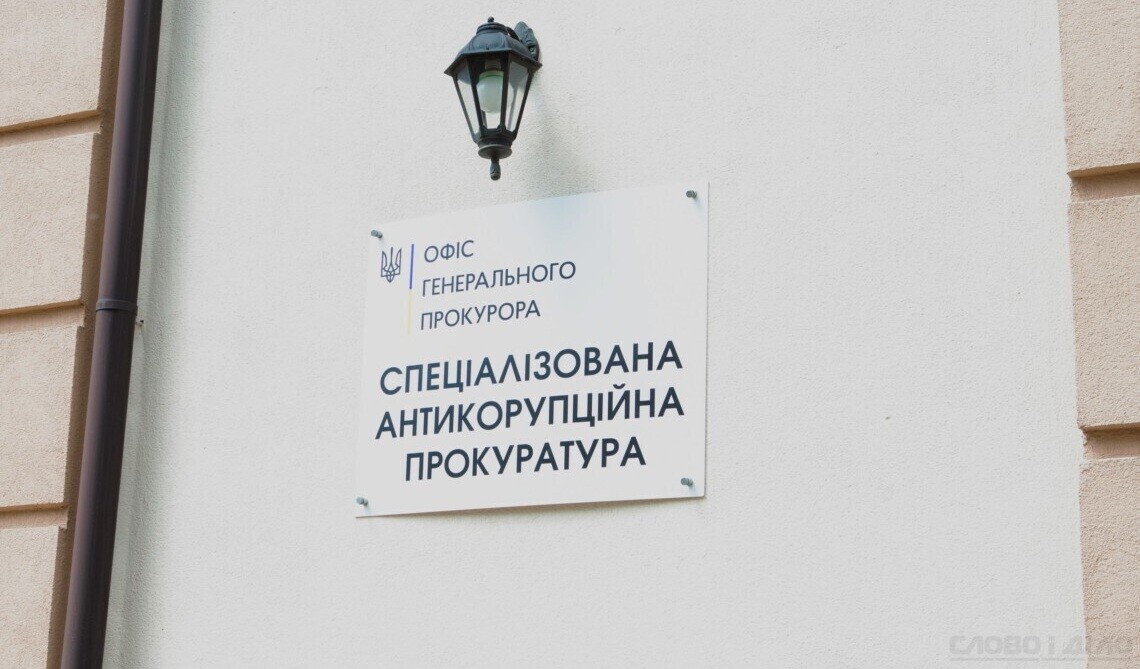 ОФІС
ГЕНЕРАЛЬНОГО
ПРОКУРОРА
СПЕЦІАЛІЗОВАНА
АНТИКОРУПЦІЙНА
ПРОКУРАТУРА
СЛОВО І ДІЛО